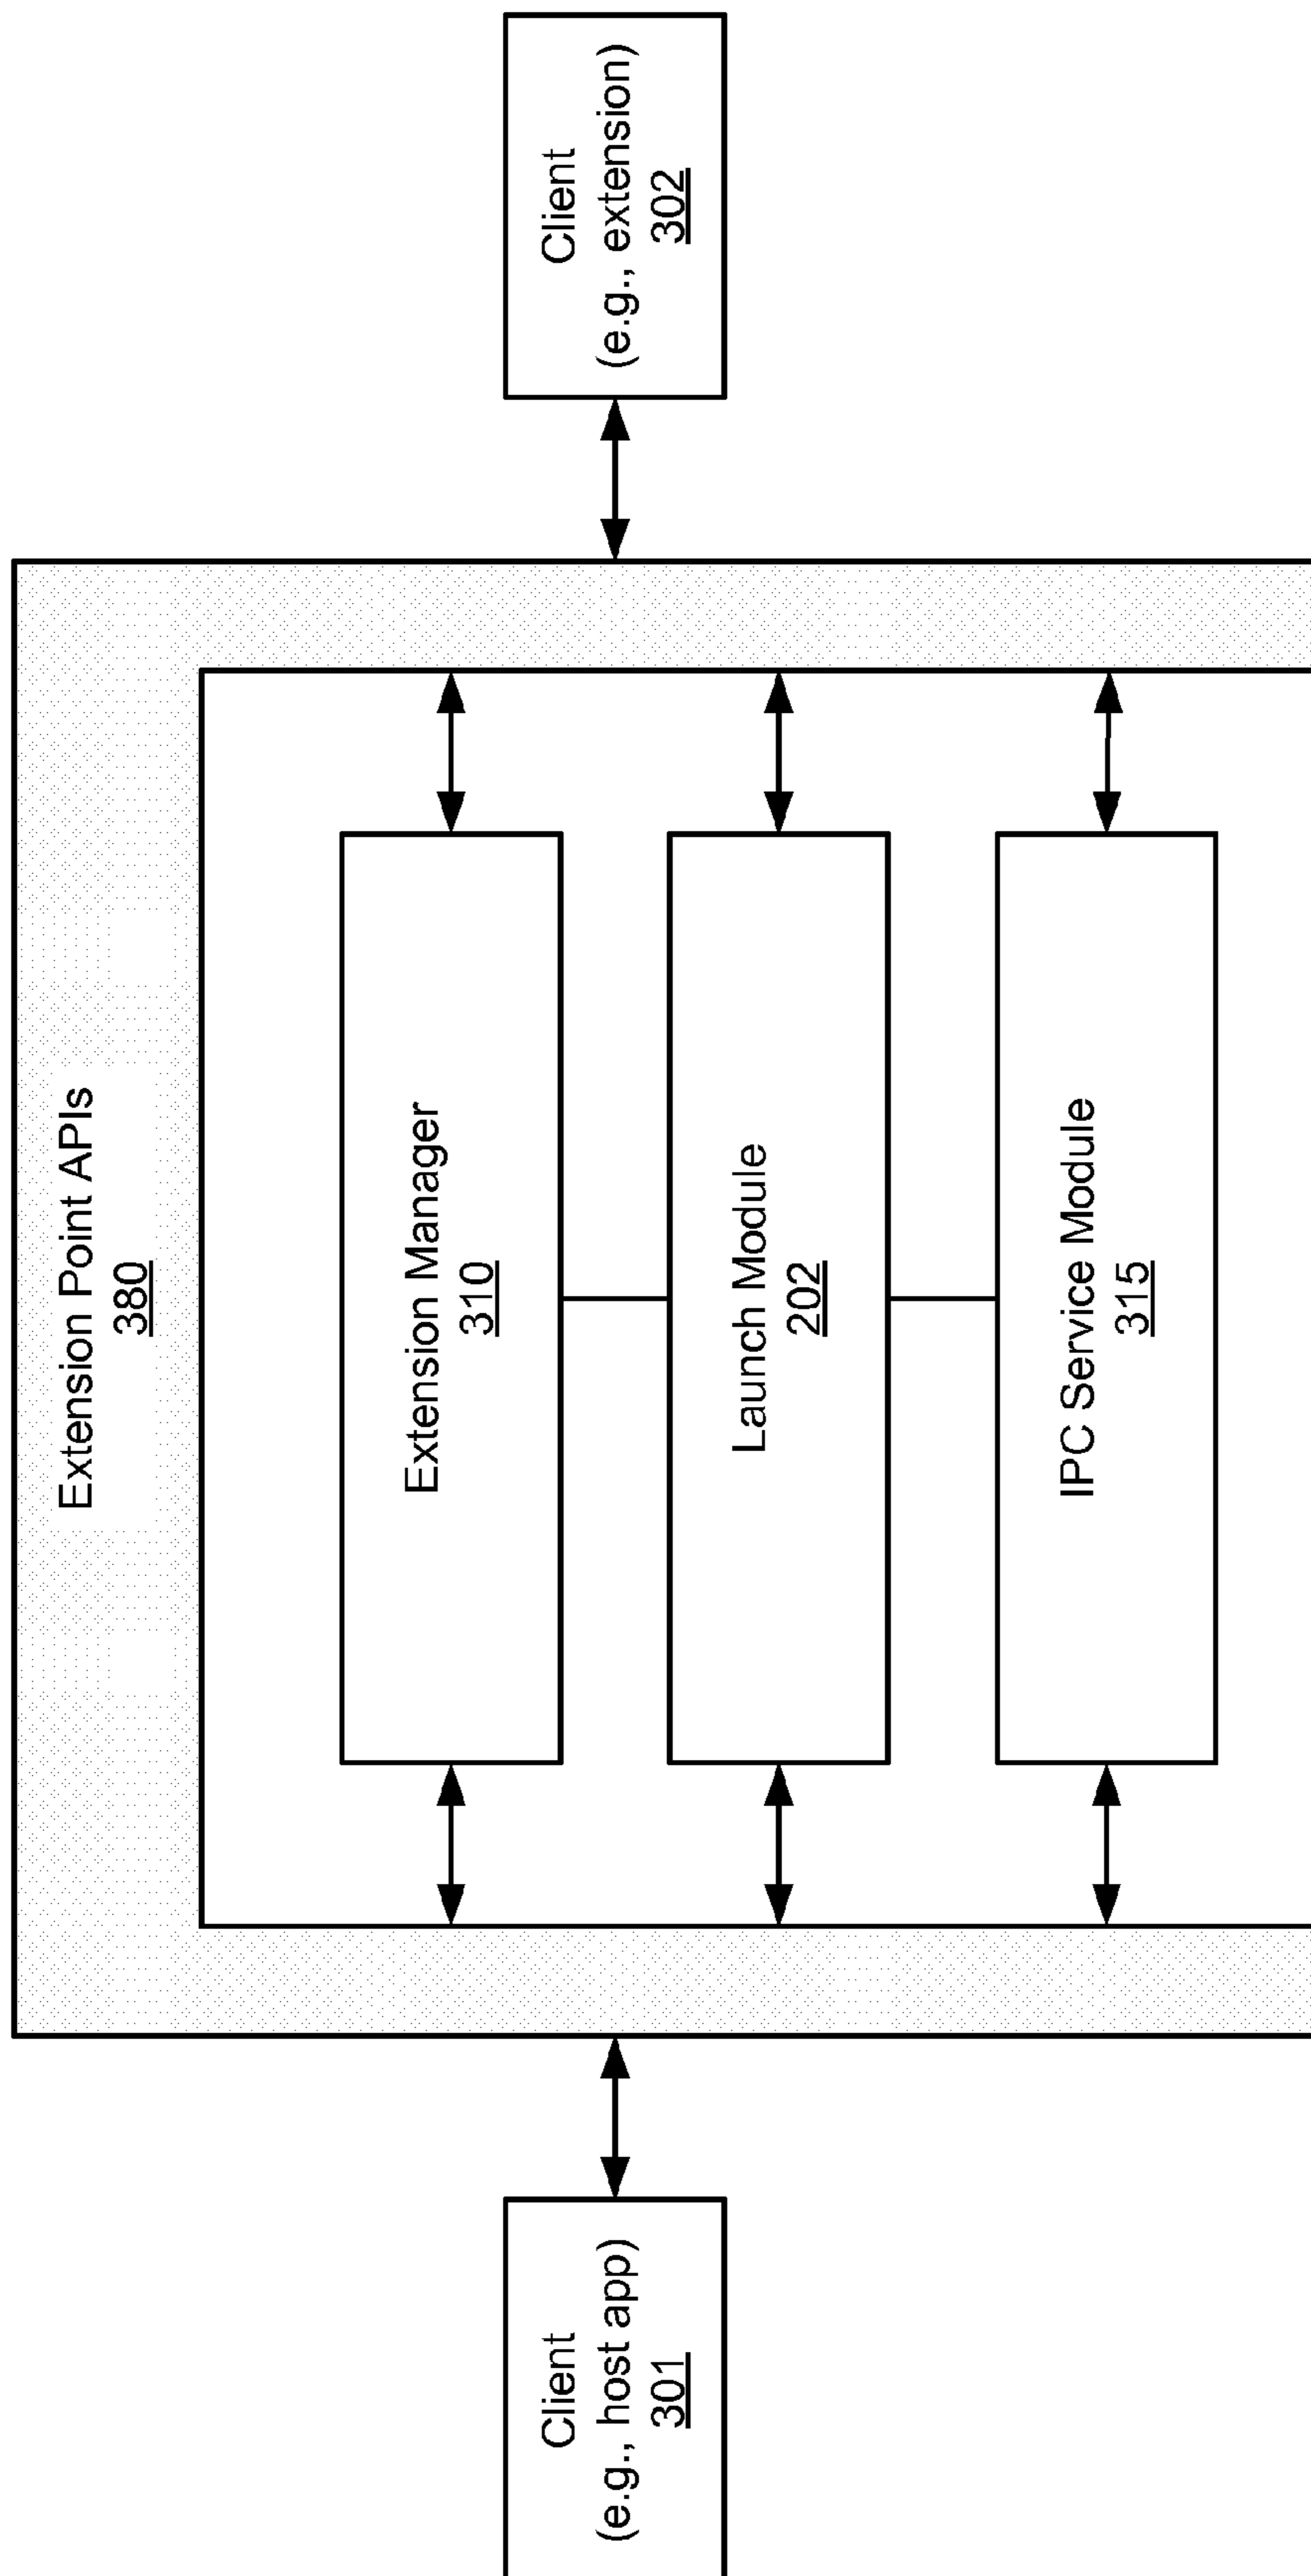 Extension Point APIs
380
Client
(e.g., host app)
301
Extension Manager
310
Launch Module
202
IPC Service Module
315
Client
(e.g., extension)
302